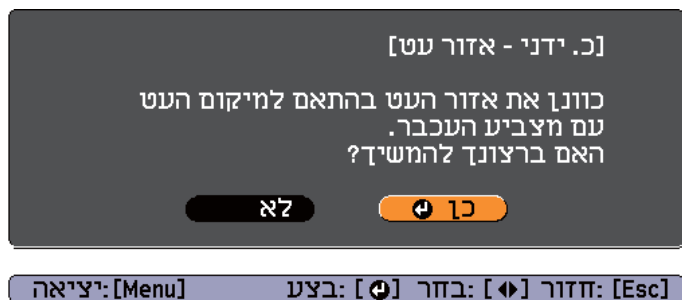 [כ. ידני - אזור עט]
כוונן את אזור העט בהתאם למיקום העט
עם מצביע העכבר.
האם ברצונך להמשיך?
כן לא
[Esc] :חזור [◆] :בחר [↵] :בצע [Menu]:יציאה